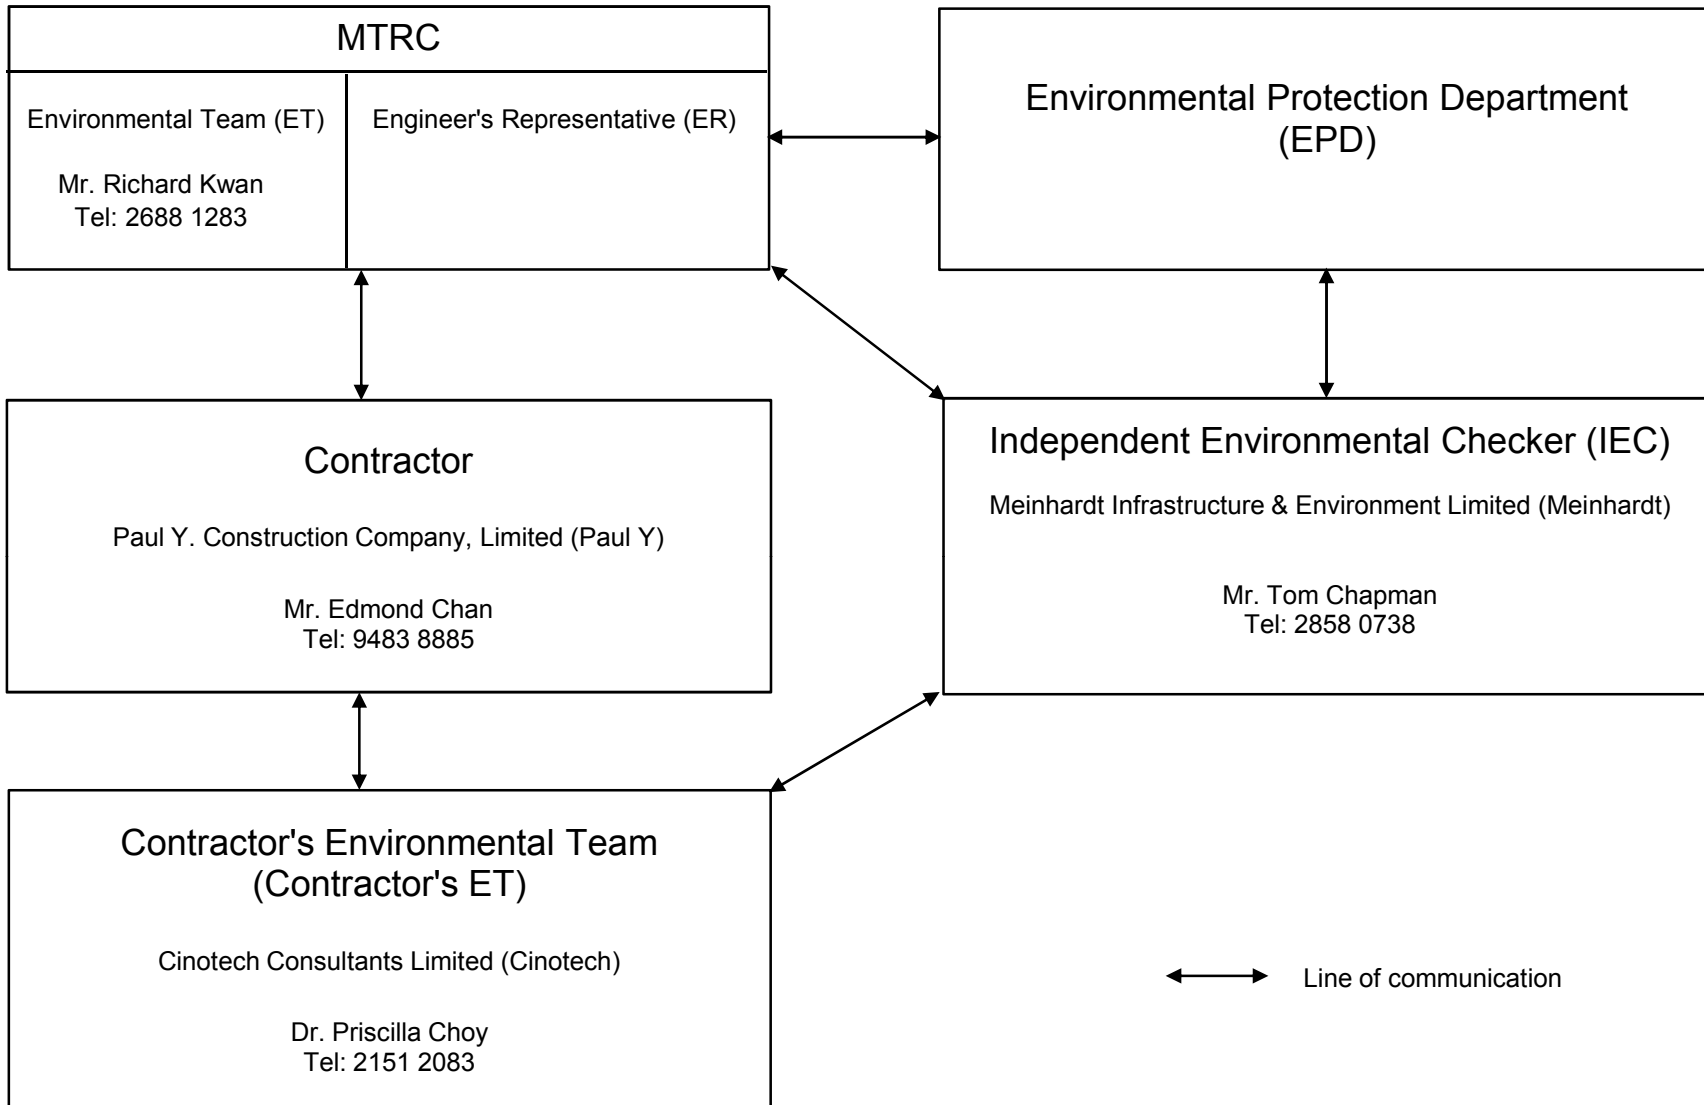 MTRC
Environmental Team (ET)
Mr. Richard Kwan
Tel: 2688 1283
Engineer's Representative (ER)
Environmental Protection Department
(EPD)
Contractor
Paul Y. Construction Company, Limited (Paul Y)
Mr. Edmond Chan
Tel: 9483 8885
Independent Environmental Checker (IEC)
Meinhardt Infrastructure & Environment Limited (Meinhardt)
Mr. Tom Chapman
Tel: 2858 0738
Contractor's Environmental Team
(Contractor's ET)
Cinotech Consultants Limited (Cinotech)
Dr. Priscilla Choy
Tel: 2151 2083
Line of communication